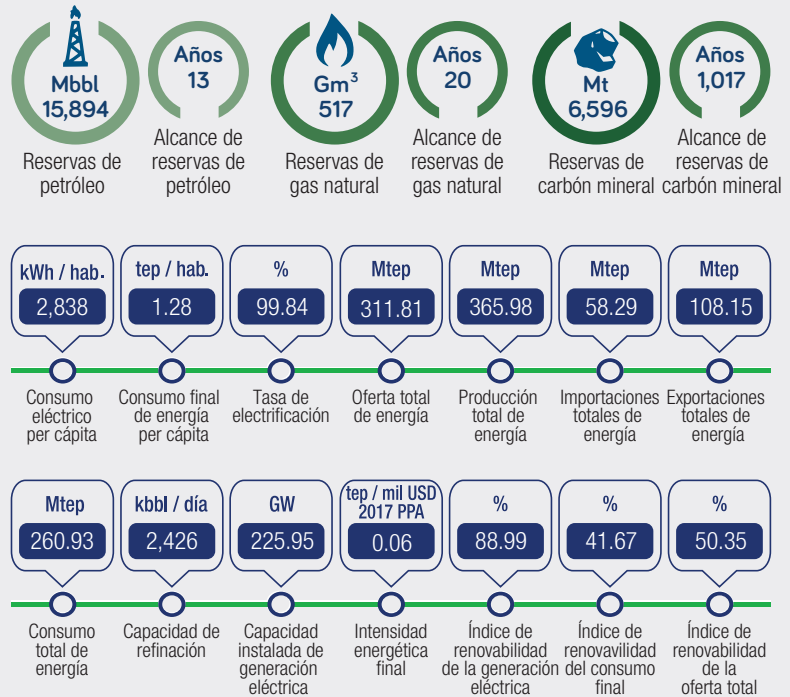 Mbbl
15,894
Reservas de
petróleo
Años
13
Alcance de
reservas de
petróleo
Gm³
517
Reservas de
gas natural
Años
20
Alcance de
reservas de
gas natural
Mt
6,596
Reservas de
carbón mineral
Años
1,017
Alcance de
reservas de
carbón mineral
kWh / hab.
2,838
Consumo
eléctrico
per cápita
tep / hab.
1.28
Consumo final
de energía
per cápita
%
99.84
Tasa de
electrificación
Mtep
311.81
Oferta total
de energía
Mtep
365.98
Producción
total de
energía
Mtep
58.29
Importaciones
totales de
energía
Mtep
108.15
Exportaciones
totales de
energía
Mtep
260.93
Consumo
total de
energía
kbbl / día
2,426
Capacidad de
refinación
GW
225.95
Capacidad
instalada de
generación
eléctrica
tep / mil USD
2017 PPA
0.06
Intensidad
energética
final
%
88.99
Índice de
renovabilidad
de la generación
eléctrica
%
41.67
Índice de
renovavilidad
del consumo
final
%
50.35
Índice de
renovabilidad
de la
oferta total